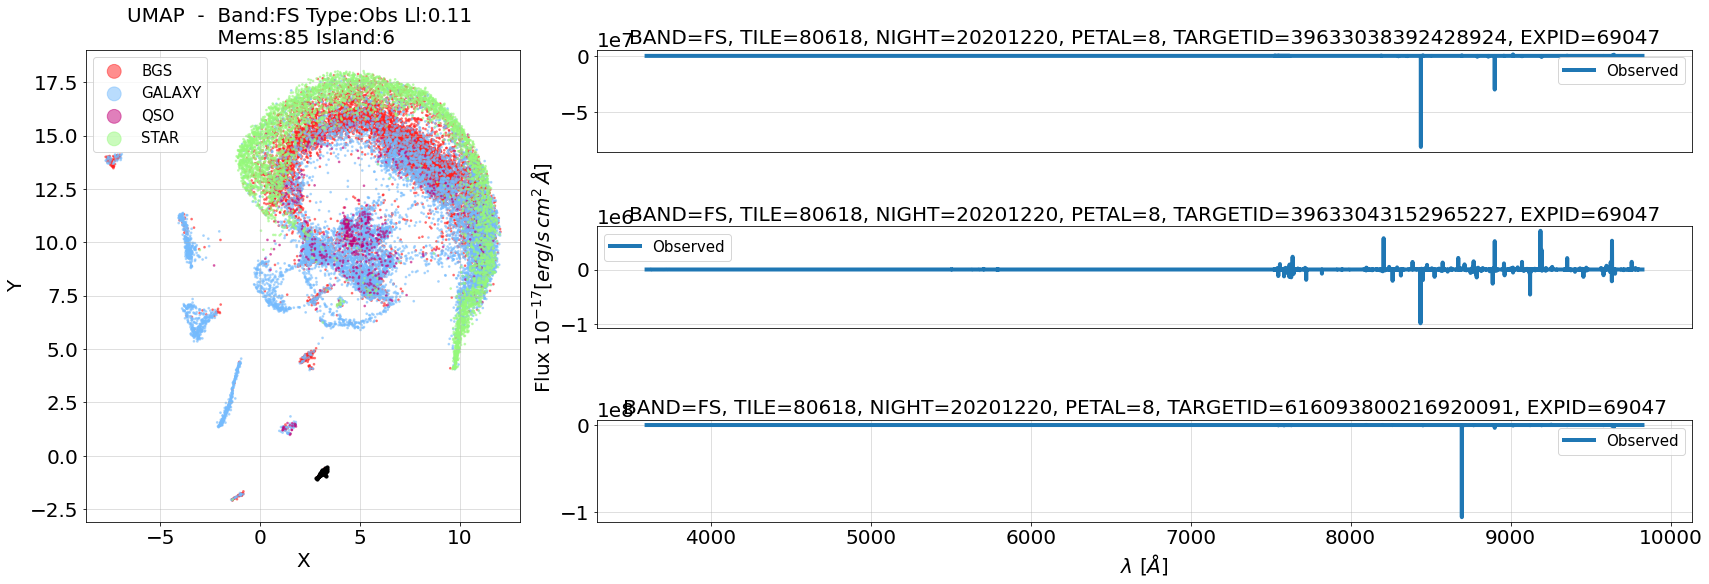 UMAP  -  Band:FS Type:Obs Ll:0.11
Mems:85 Island:6
BGS
GALAXY
QSO
STAR
17.5
15.0
12.5
10.0
7.5
5.0
2.5
0.0
−2.5
Y
−5
0
5
10
X
1e7
BAND=FS, TILE=80618, NIGHT=20201220, PETAL=8, TARGETID=39633038392428924, EXPID=69047
0
−5
Observed
1e6
BAND=FS, TILE=80618, NIGHT=20201220, PETAL=8, TARGETID=39633043152965227, EXPID=69047
0
−1
Observed
Flux 10⁻¹⁷[erg/s cm² Å]
1e8
BAND=FS, TILE=80618, NIGHT=20201220, PETAL=8, TARGETID=616093800216920091, EXPID=69047
0
−1
Observed
4000
5000
6000
7000
8000
9000
10000
λ [Å]